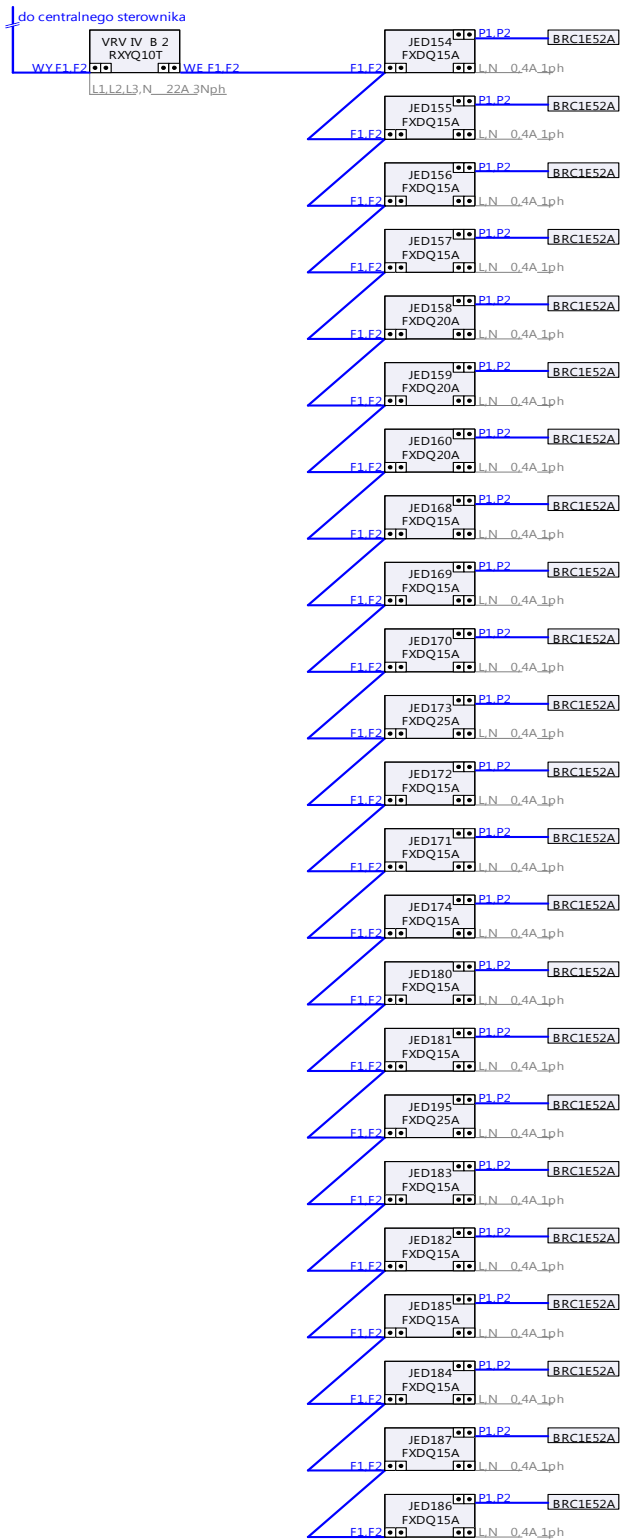 do centralnego sterownika
VRV IV B 2
RXYQ10T
WY F1,F2
WE F1,F2
L1,L2,L3,N 22A 3Nph
JED154
FXDQ15A
P1,P2
BRC1E52A
F1,F2
L,N 0,4A 1ph
JED155
FXDQ15A
P1,P2
BRC1E52A
F1,F2
L,N 0,4A 1ph
JED156
FXDQ15A
P1,P2
BRC1E52A
F1,F2
L,N 0,4A 1ph
JED157
FXDQ15A
P1,P2
BRC1E52A
F1,F2
L,N 0,4A 1ph
JED158
FXDQ20A
P1,P2
BRC1E52A
F1,F2
L,N 0,4A 1ph
JED159
FXDQ20A
P1,P2
BRC1E52A
F1,F2
L,N 0,4A 1ph
JED160
FXDQ20A
P1,P2
BRC1E52A
F1,F2
L,N 0,4A 1ph
JED168
FXDQ15A
P1,P2
BRC1E52A
F1,F2
L,N 0,4A 1ph
JED169
FXDQ15A
P1,P2
BRC1E52A
F1,F2
L,N 0,4A 1ph
JED170
FXDQ15A
P1,P2
BRC1E52A
F1,F2
L,N 0,4A 1ph
JED173
FXDQ25A
P1,P2
BRC1E52A
F1,F2
L,N 0,4A 1ph
JED172
FXDQ15A
P1,P2
BRC1E52A
F1,F2
L,N 0,4A 1ph
JED171
FXDQ15A
P1,P2
BRC1E52A
F1,F2
L,N 0,4A 1ph
JED174
FXDQ15A
P1,P2
BRC1E52A
F1,F2
L,N 0,4A 1ph
JED180
FXDQ15A
P1,P2
BRC1E52A
F1,F2
L,N 0,4A 1ph
JED181
FXDQ15A
P1,P2
BRC1E52A
F1,F2
L,N 0,4A 1ph
JED195
FXDQ25A
P1,P2
BRC1E52A
F1,F2
L,N 0,4A 1ph
JED183
FXDQ15A
P1,P2
BRC1E52A
F1,F2
L,N 0,4A 1ph
JED182
FXDQ15A
P1,P2
BRC1E52A
F1,F2
L,N 0,4A 1ph
JED185
FXDQ15A
P1,P2
BRC1E52A
F1,F2
L,N 0,4A 1ph
JED184
FXDQ15A
P1,P2
BRC1E52A
F1,F2
L,N 0,4A 1ph
JED187
FXDQ15A
P1,P2
BRC1E52A
F1,F2
L,N 0,4A 1ph
JED186
FXDQ15A
P1,P2
BRC1E52A
F1,F2
L,N 0,4A 1ph